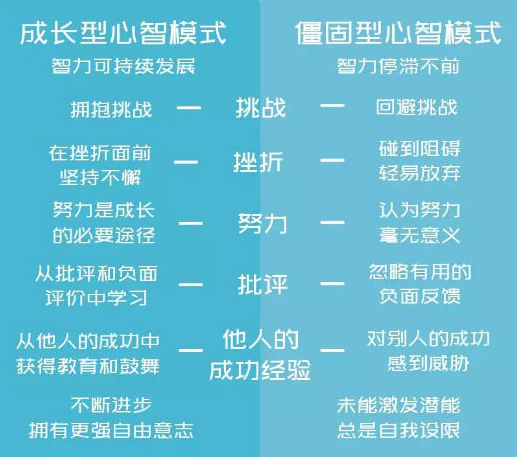 成长型心智模式
僵固型心智模式
智力可持续发展
智力停滞不前
拥抱挑战
挑战
回避挑战
在挫折面前
坚持不懈
挫折
碰到阻碍
轻易放弃
努力是成长
的必要途径
努力
认为努力
毫无意义
从批评和负面
评价中学习
批评
忽略有用的
负面反馈
从他人的成功中
获得教育和鼓舞
他人的
成功经验
对别人的成功
感到威胁
不断进步
拥有更强自由意志
未能激发潜能
总是自我设限